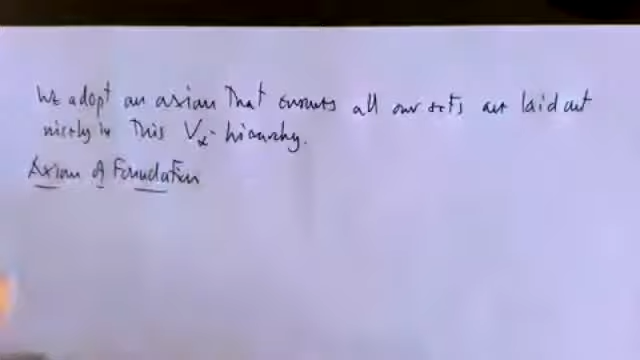 We adopt an axiom that ensures all our sets are laid out
nicely in this Vα-hierarchy.
Axiom of Foundation